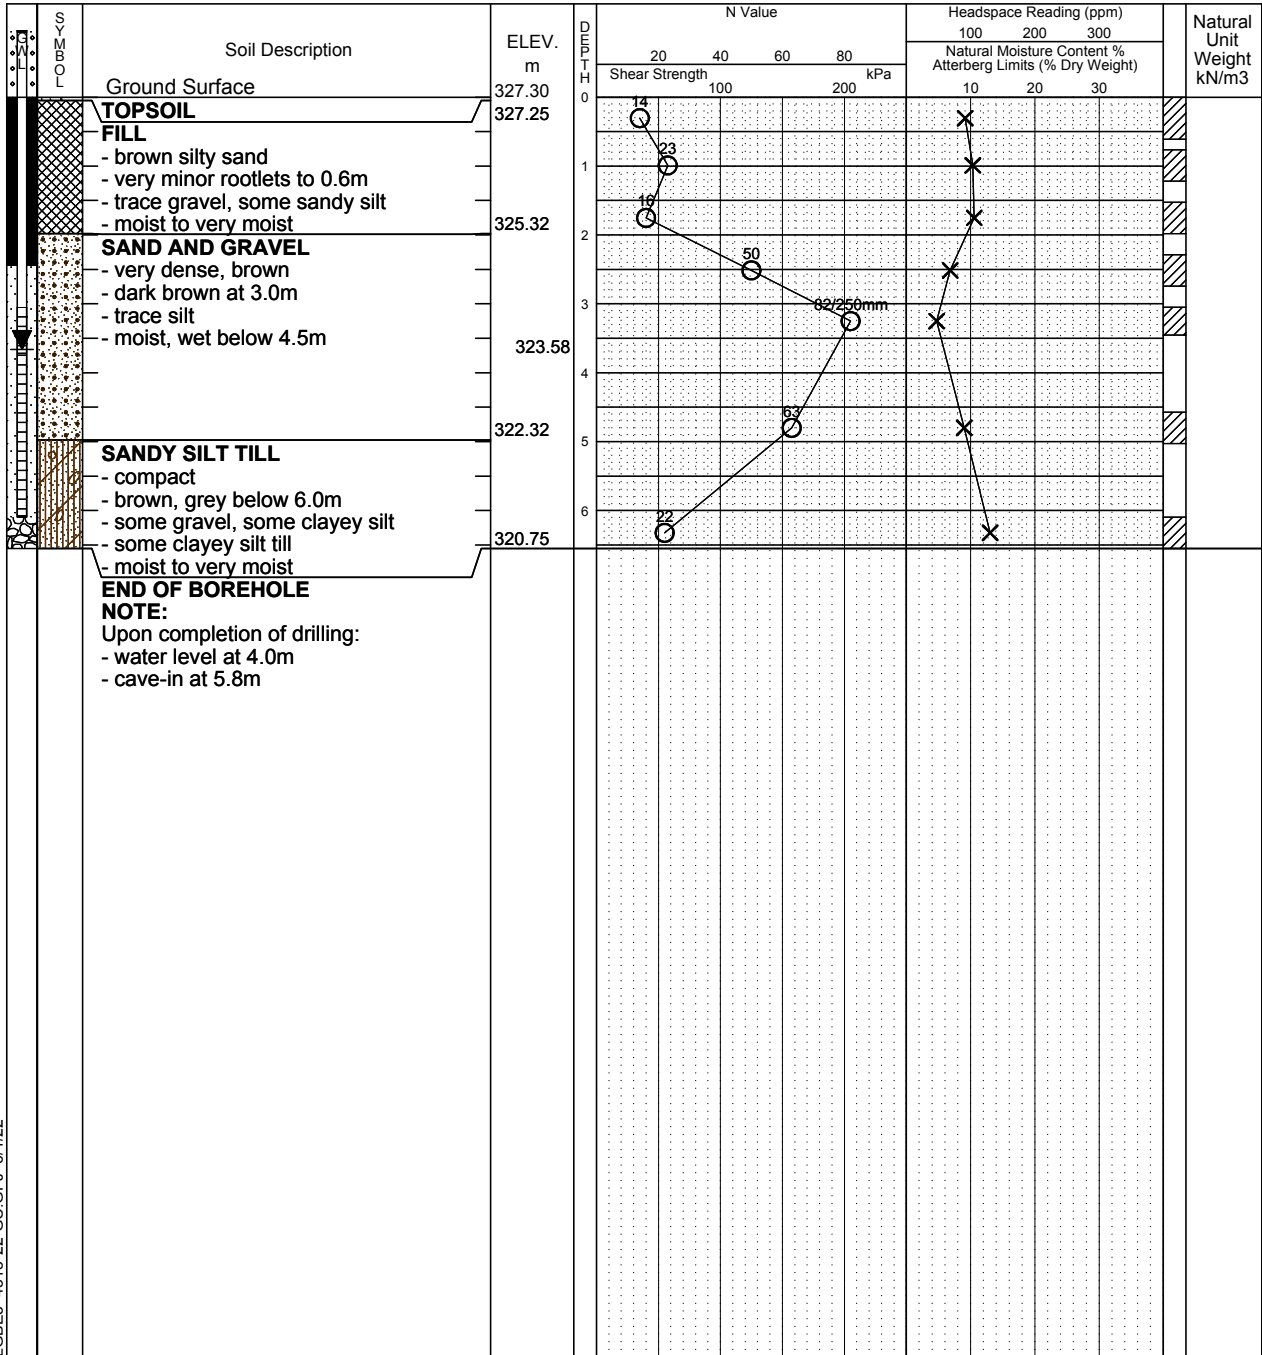 GWL
SYMBOL
Soil Description
ELEV.
m
DEPTH
N Value
20 40 60 80
Shear Strength kPa
100 200
Headspace Reading (ppm)
100 200 300
Natural Moisture Content %
Atterberg Limits (% Dry Weight)
10 20 30
Natural
Unit
Weight
kN/m3
Ground Surface 327.30 0
TOPSOIL 327.25 14
FILL
- brown silty sand 23
- very minor rootlets to 0.6m 1
- trace gravel, some sandy silt 16
- moist to very moist 325.32 2
SAND AND GRAVEL 50
- very dense, brown
- dark brown at 3.0m 3 82/250mm
- trace silt
- moist, wet below 4.5m 323.58
4
322.32 63
SANDY SILT TILL 5
- compact
- brown, grey below 6.0m 6
- some gravel, some clayey silt 22
- some clayey silt till 320.75
- moist to very moist
END OF BOREHOLE
NOTE:
Upon completion of drilling:
- water level at 4.0m
- cave-in at 5.8m